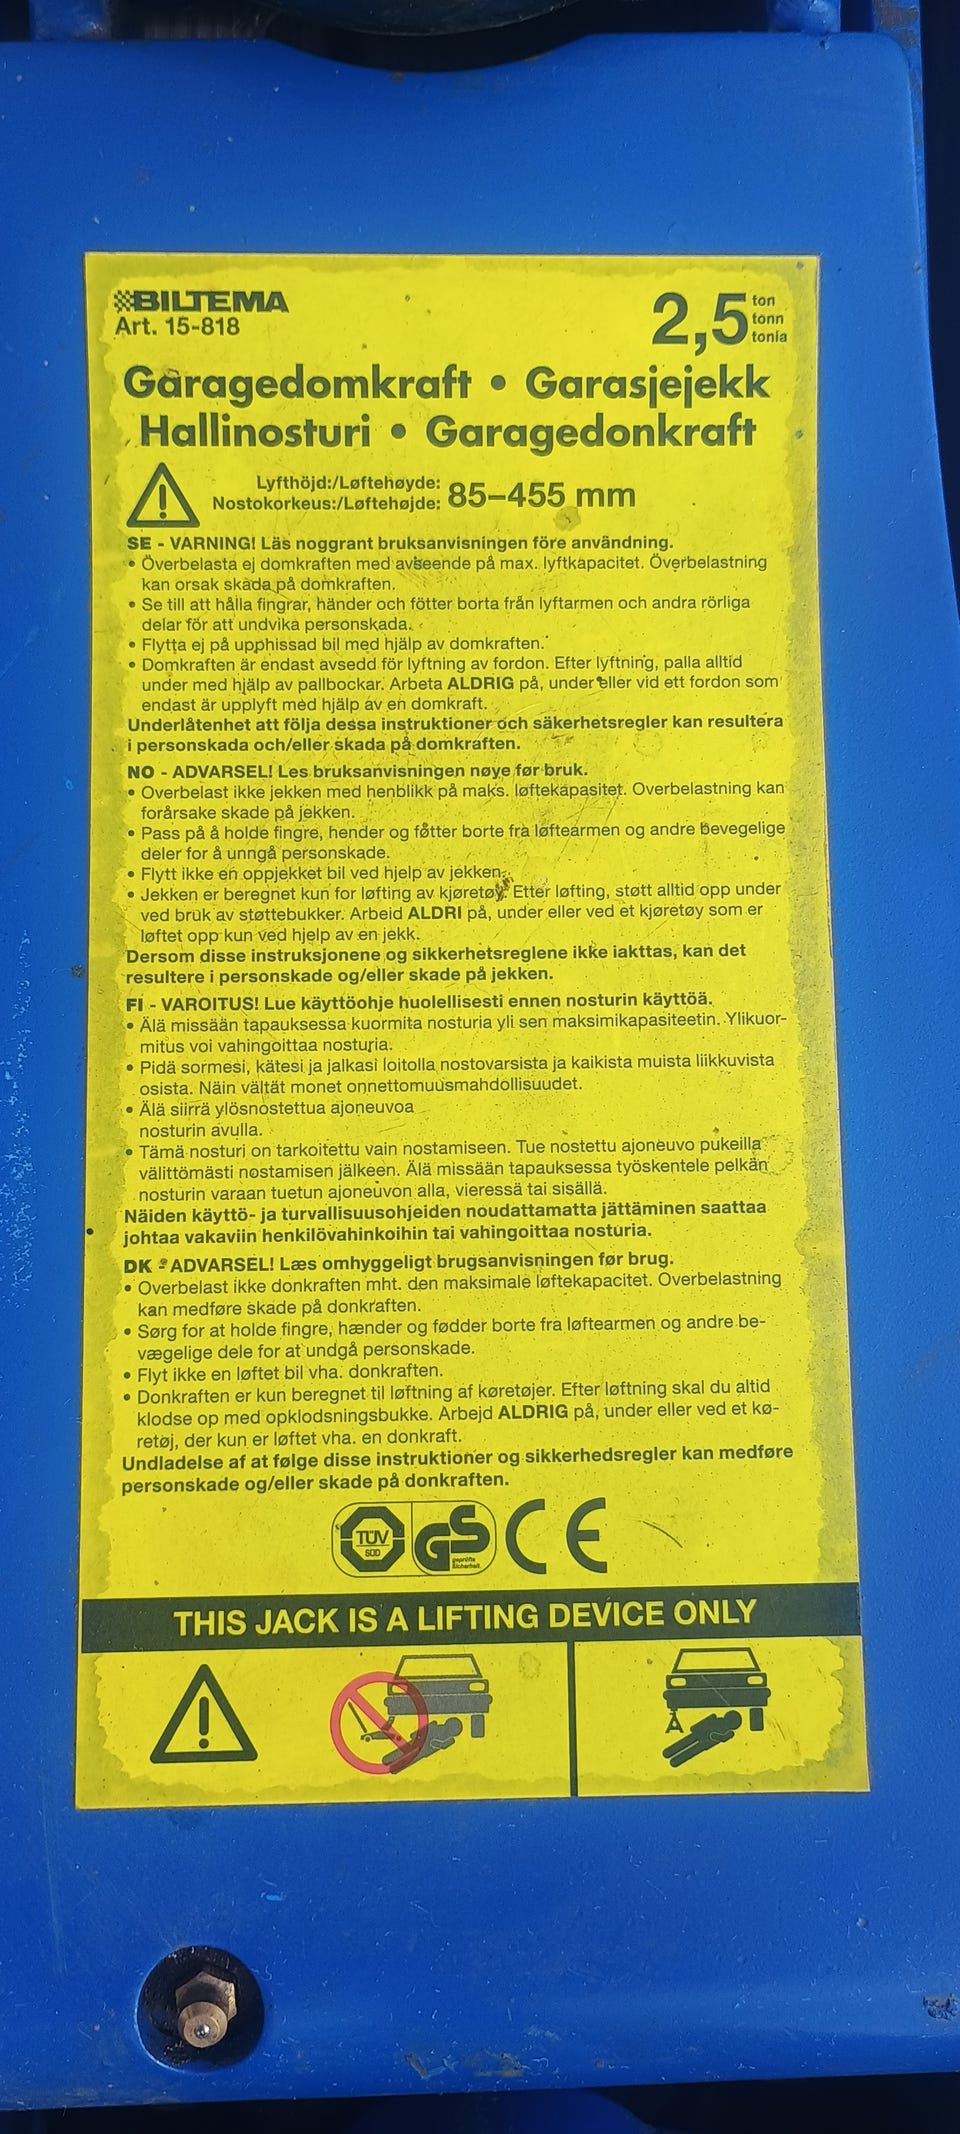 BILTEMA
Art. 15-818
2,5 ton
tonn
tonia
Garagedomkraft • Garasjejekk
Hallinosturi • Garagedonkraft
Lyfthöjd:/Løftehøyde:
Nostokorkeus:/Løftehøjde: 85–455 mm
SE - VARNING! Läs noggrant bruksanvisningen före användning.
• Överbelasta ej domkraften med avseende på max. lyftkapacitet. Överbelastning
kan orsak skada på domkraften.
• Se till att hålla fingrar, händer och fötter borta från lyftarmen och andra rörliga
delar för att undvika personskada.
• Flytta ej på upphissad bil med hjälp av domkraften.
• Domkraften är endast avsedd för lyftning av fordon. Efter lyftning, palla alltid
under med hjälp av pallbockar. Arbeta ALDRIG på, under eller vid ett fordon som
endast är upplyft med hjälp av en domkraft.
Underlåtenhet att följa dessa instruktioner och säkerhetsregler kan resultera
i personskada och/eller skada på domkraften.
NO - ADVARSEL! Les bruksanvisningen nøye før bruk.
• Overbelast ikke jekken med henblikk på maks. løftekapasitet. Overbelastning kan
forårsake skade på jekken.
• Pass på å holde fingre, hender og føtter borte fra løftearmen og andre bevegelige
deler for å unngå personskade.
• Flytt ikke en oppjekket bil ved hjelp av jekken.
• Jekken er beregnet kun for løfting av kjøretøy. Etter løfting, støtt alltid opp under
ved bruk av støttebukker. Arbeid ALDRI på, under eller ved et kjøretøy som er
løftet opp kun ved hjelp av en jekk.
Dersom disse instruksjonene og sikkerhetsreglene ikke iakttas, kan det
resultere i personskade og/eller skade på jekken.
FI - VAROITUS! Lue käyttöohje huolellisesti ennen nosturin käyttöä.
• Älä missään tapauksessa kuormita nosturia yli sen maksimikapasiteetin. Ylikuor-
mitus voi vahingoittaa nosturia.
• Pidä sormesi, kätesi ja jalkasi loitolla nostovarsista ja kaikista muista liikkuvista
osista. Näin vältät monet onnettomuusmahdollisuudet.
• Älä siirrä ylösnostettua ajoneuvoa
nosturin avulla.
• Tämä nosturi on tarkoitettu vain nostamiseen. Tue nostettu ajoneuvo pukeilla
välittömästi nostamisen jälkeen. Älä missään tapauksessa työskentele pelkän
nosturin varaan tuetun ajoneuvon alla, vieressä tai sisällä.
Näiden käyttö- ja turvallisuusohjeiden noudattamatta jättäminen saattaa
johtaa vakaviin henkilövahinkoihin tai vahingoittaa nosturia.
DK - ADVARSEL! Læs omhyggeligt brugsanvisningen før brug.
• Overbelast ikke donkraften mht. den maksimale løftekapacitet. Overbelastning
kan medføre skade på donkraften.
• Sørg for at holde fingre, hænder og fødder borte fra løftearmen og andre be-
vægelige dele for at undgå personskade.
• Flyt ikke en løftet bil vha. donkraften.
• Donkraften er kun beregnet til løftning af køretøjer. Efter løftning skal du altid
klodse op med opklodsningsbukke. Arbejd ALDRIG på, under eller ved et kø-
retøj, der kun er løftet vha. en donkraft.
Undladelse af at følge disse instruktioner og sikkerhedsregler kan medføre
personskade og/eller skade på donkraften.
TÜV
SÜD
GS
geprüfte
Sicherheit
CE
THIS JACK IS A LIFTING DEVICE ONLY